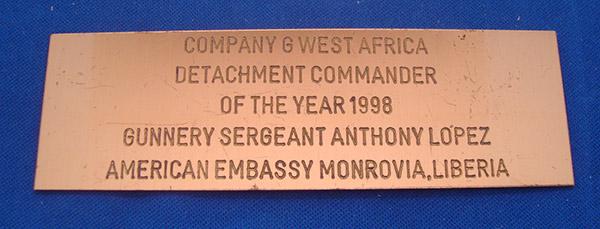 COMPANY G WEST AFRICA
DETACHMENT COMMANDER
OF THE YEAR 1998
GUNNERY SERGEANT ANTHONY LOPEZ
AMERICAN EMBASSY MONROVIA, LIBERIA